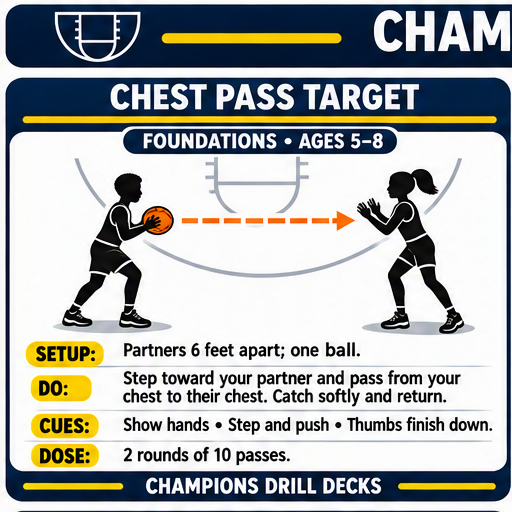 CHAM
CHEST PASS TARGET
FOUNDATIONS • AGES 5–8
SETUP: Partners 6 feet apart; one ball.
DO: Step toward your partner and pass from your
chest to their chest. Catch softly and return.
CUES: Show hands • Step and push • Thumbs finish down.
DOSE: 2 rounds of 10 passes.
CHAMPIONS DRILL DECKS